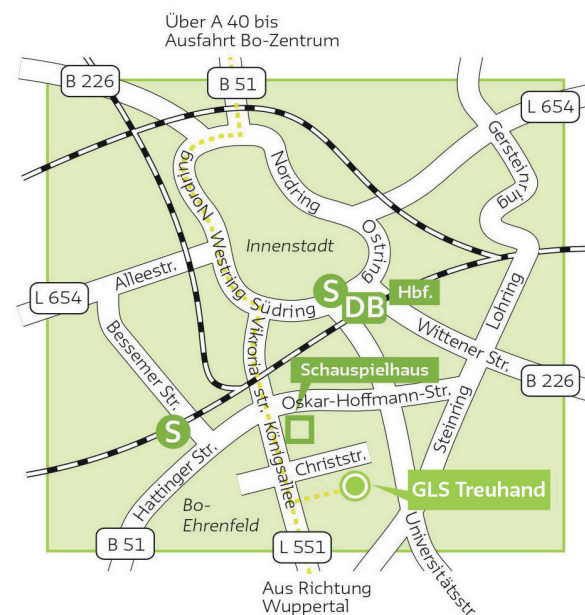 Über A 40 bis
Ausfahrt Bo-Zentrum
B 226
B 51
L 654
Gersteinring
Nordring
Nordring
Innenstadt
Ostring
Westring
Alleestr.
Südring
S
DB
Hbf.
Lohring
L 654
Bessemer Str.
Viktoriastr.
Wittener Str.
B 226
Schauspielhaus
Oskar-Hoffmann-Str.
S
Königsallee
Steinring
Hattinger Str.
Christstr.
GLS Treuhand
Bo-
Ehrenfeld
B 51
L 551
Universitätsstr.
Aus Richtung
Wuppertal